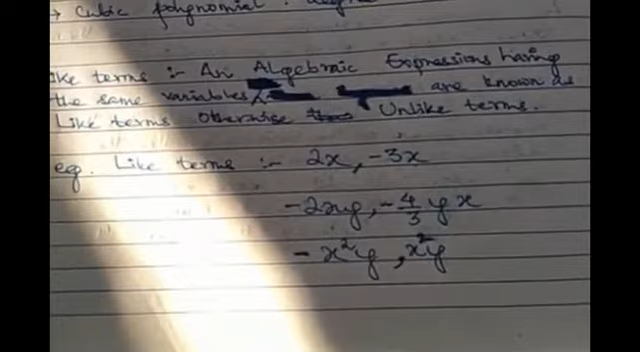 → Cubic polynomial :
ke terms :- An Algebraic Expressions having
the same variables are known as
Like terms otherwise Unlike terms.
eg. Like terms :- 2x, -3x
-2xy, -4/3 yx
- x²y, x²y